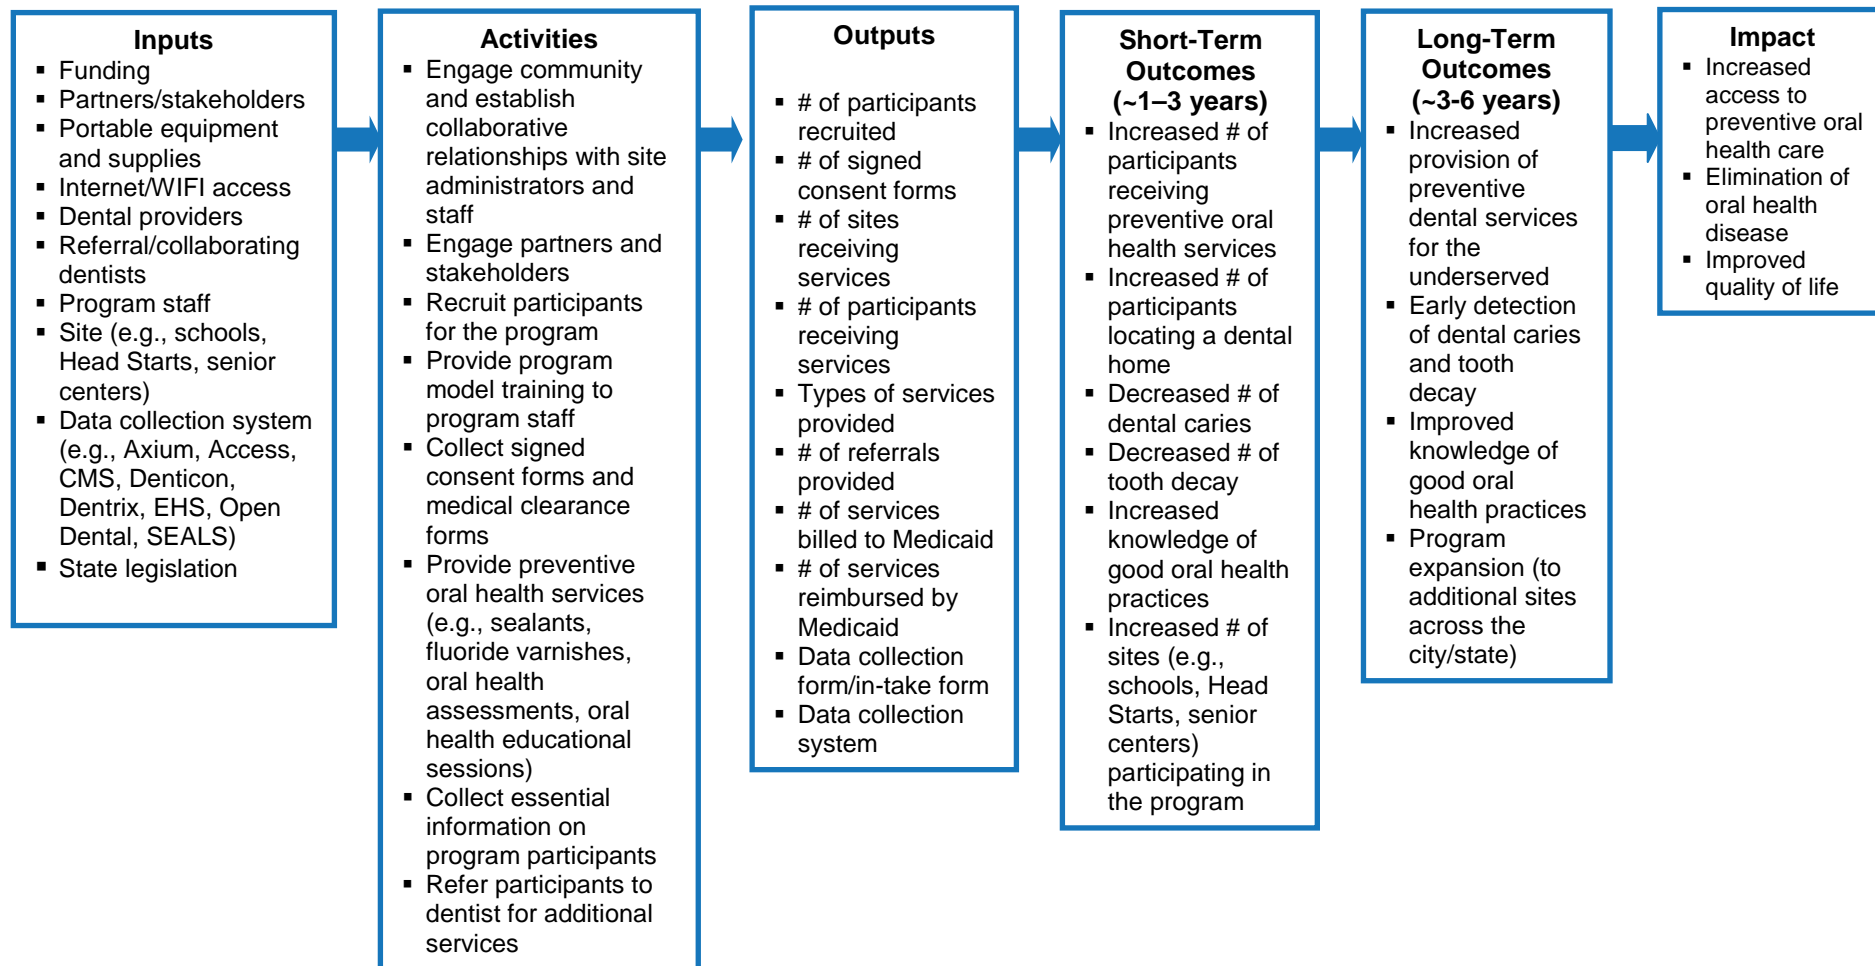 Inputs
▪ Funding
▪ Partners/stakeholders
▪ Portable equipment
and supplies
▪ Internet/WIFI access
▪ Dental providers
▪ Referral/collaborating
dentists
▪ Program staff
▪ Site (e.g., schools,
Head Starts, senior
centers)
▪ Data collection system
(e.g., Axium, Access,
CMS, Denticon,
Dentrix, EHS, Open
Dental, SEALS)
▪ State legislation
Activities
▪ Engage community
and establish
collaborative
relationships with site
administrators and
staff
▪ Engage partners and
stakeholders
▪ Recruit participants
for the program
▪ Provide program
model training to
program staff
▪ Collect signed
consent forms and
medical clearance
forms
▪ Provide preventive
oral health services
(e.g., sealants,
fluoride varnishes,
oral health
assessments, oral
health educational
sessions)
▪ Collect essential
information on
program participants
▪ Refer participants to
dentist for additional
services
Outputs
▪ # of participants
recruited
▪ # of signed
consent forms
▪ # of sites
receiving
services
▪ # of participants
receiving
services
▪ Types of services
provided
▪ # of referrals
provided
▪ # of services
billed to Medicaid
▪ # of services
reimbursed by
Medicaid
▪ Data collection
form/in-take form
▪ Data collection
system
Short-Term
Outcomes
(~1–3 years)
▪ Increased # of
participants
receiving
preventive oral
health services
▪ Increased # of
participants
locating a dental
home
▪ Decreased # of
dental caries
▪ Decreased # of
tooth decay
▪ Increased
knowledge of
good oral health
practices
▪ Increased # of
sites (e.g.,
schools, Head
Starts, senior
centers)
participating in
the program
Long-Term
Outcomes
(~3-6 years)
▪ Increased
provision of
preventive
dental services
for the
underserved
▪ Early detection
of dental caries
and tooth
decay
▪ Improved
knowledge of
good oral
health practices
▪ Program
expansion (to
additional sites
across the
city/state)
Impact
▪ Increased
access to
preventive oral
health care
▪ Elimination of
oral health
disease
▪ Improved
quality of life